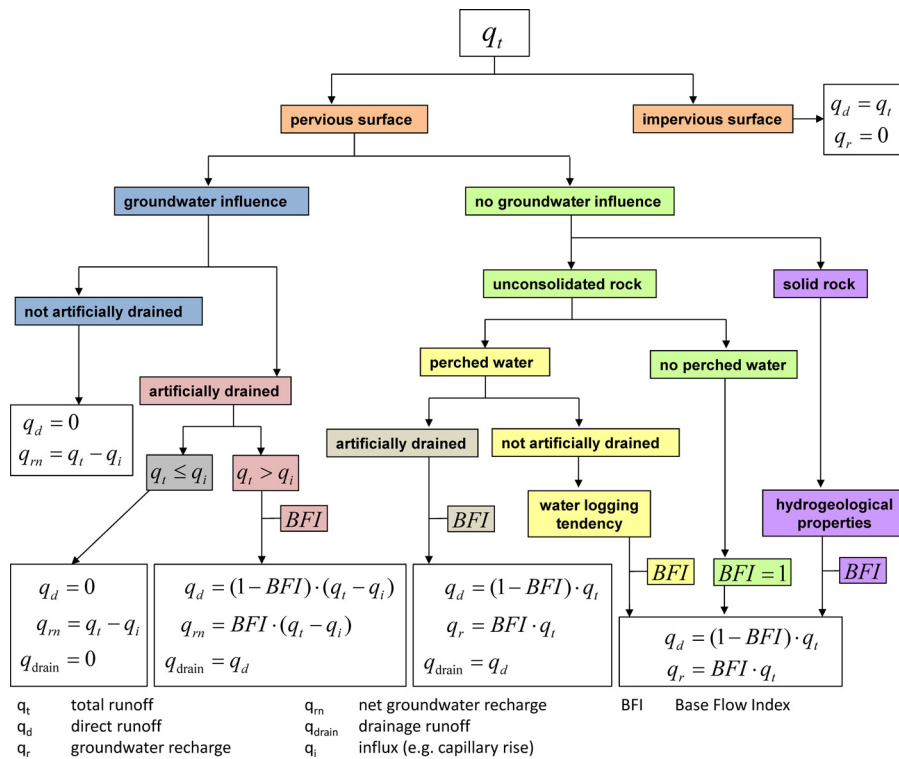 q_t
pervious surface
impervious surface
q_d = q_t
q_r = 0
groundwater influence
no groundwater influence
unconsolidated rock
solid rock
not artificially drained
perched water
no perched water
artificially drained
q_d = 0
q_rn = q_t − q_i
artificially drained
not artificially drained
q_t ≤ q_i
q_t > q_i
water logging
tendency
hydrogeological
properties
BFI
BFI
BFI
BFI = 1
BFI
q_d = 0
q_rn = q_t − q_i
q_drain = 0
q_d = (1−BFI)·(q_t − q_i)
q_rn = BFI·(q_t − q_i)
q_drain = q_d
q_d = (1−BFI)·q_t
q_r = BFI·q_t
q_drain = q_d
q_d = (1−BFI)·q_t
q_r = BFI·q_t
q_t total runoff
q_d direct runoff
q_r groundwater recharge
q_rn net groundwater recharge
q_drain drainage runoff
q_i influx (e.g. capillary rise)
BFI Base Flow Index